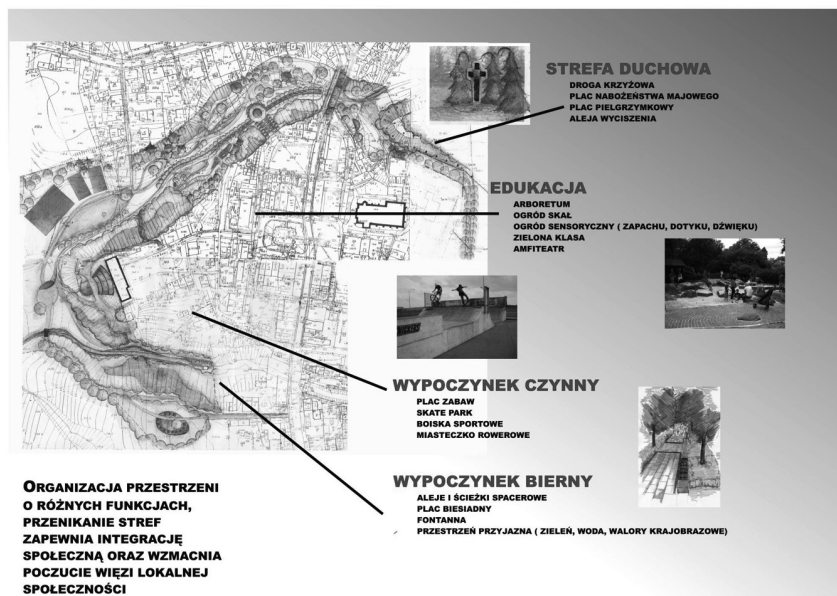 STREFA DUCHOWA
DROGA KRZYŻOWA
PLAC NABOŻEŃSTWA MAJOWEGO
PLAC PIELGRZYMKOWY
ALEJA WYCISZENIA
EDUKACJA
ARBORETUM
OGRÓD SKAŁ
OGRÓD SENSORYCZNY ( ZAPACHU, DOTYKU, DŹWIĘKU)
ZIELONA KLASA
AMFITEATR
WYPOCZYNEK CZYNNY
PLAC ZABAW
SKATE PARK
BOISKA SPORTOWE
MIASTECZKO ROWEROWE
WYPOCZYNEK BIERNY
ALEJE I ŚCIEŻKI SPACEROWE
PLAC BIESIADNY
FONTANNA
PRZESTRZEŃ PRZYJAZNA ( ZIELEŃ, WODA, WALORY KRAJOBRAZOWE)
ORGANIZACJA PRZESTRZENI
O RÓŻNYCH FUNKCJACH,
PRZENIKANIE STREF
ZAPEWNIA INTEGRACJĘ
SPOŁECZNĄ ORAZ WZMACNIA
POCZUCIE WIĘZI LOKALNEJ
SPOŁECZNOŚCI